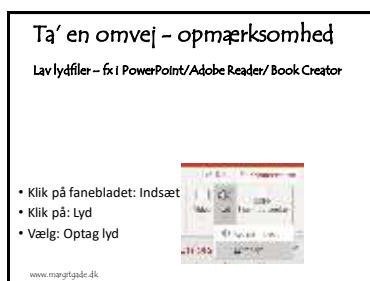 Ta' en omvej - opmærksomhed
Lav lydfiler – fx i PowerPoint/Adobe Reader/ Book Creator
• Klik på fanebladet: Indsæt
• Klik på: Lyd
• Vælg: Optag lyd
www.margitgade.dk